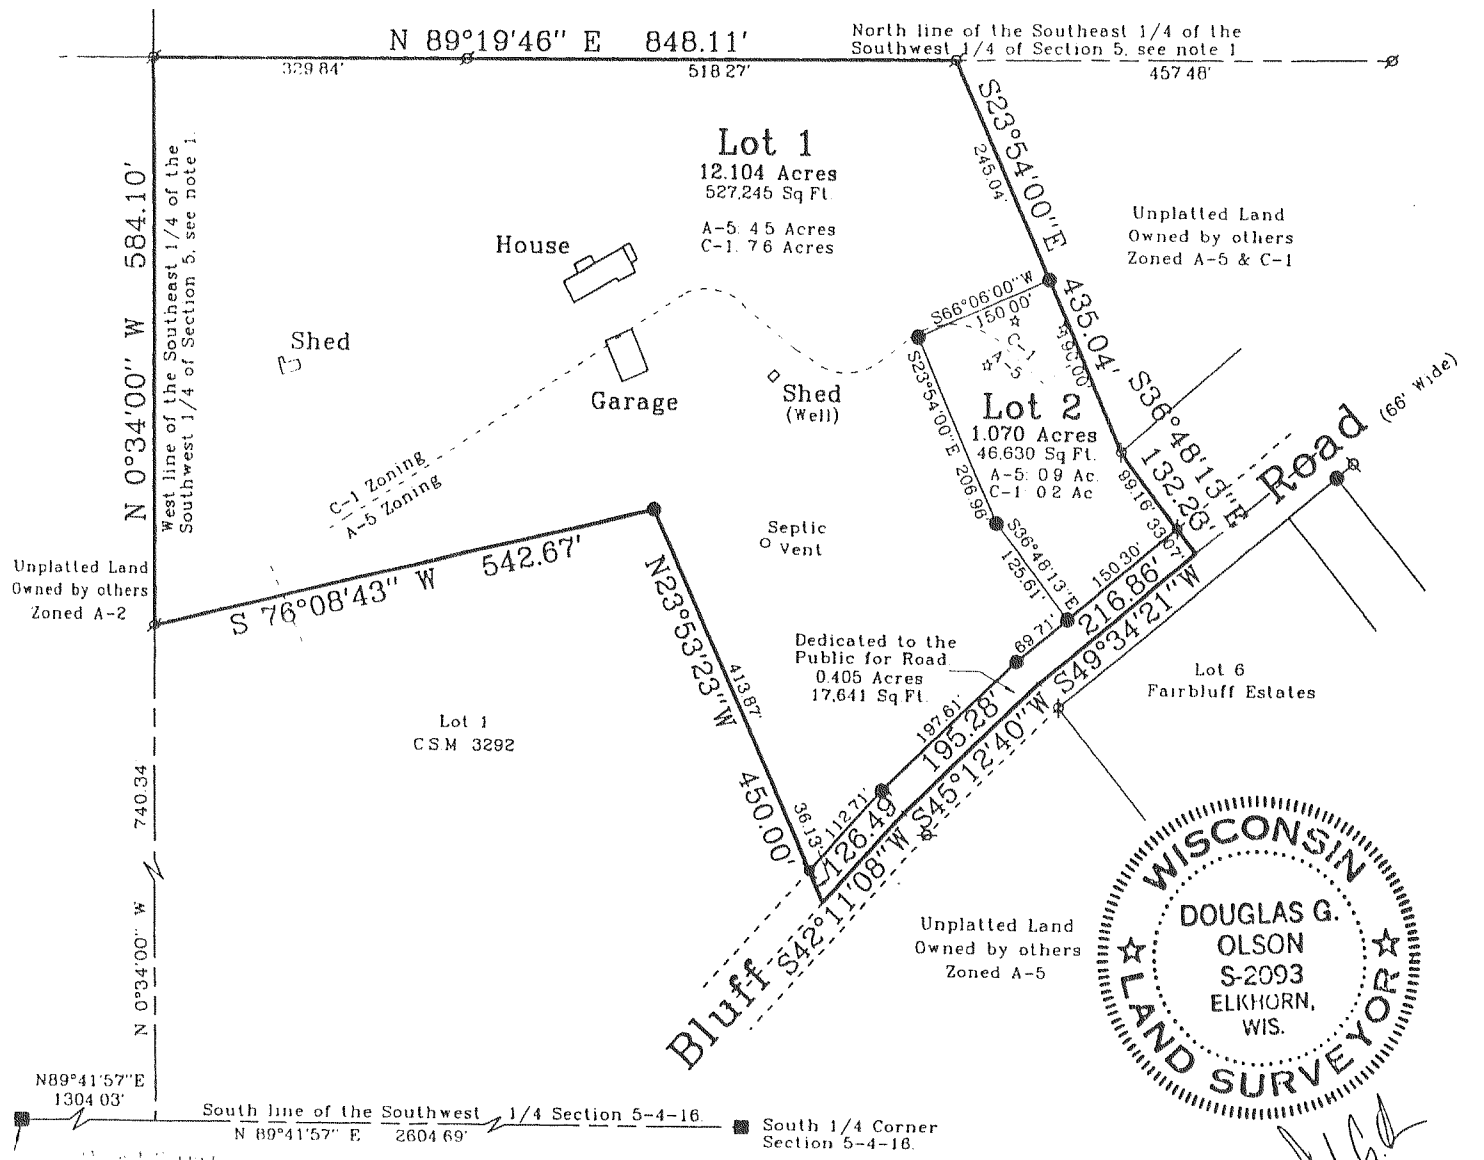 N 89°19'46" E 848.11'
North line of the Southeast 1/4 of the
Southwest 1/4 of Section 5, see note 1
329.84'
518 27'
457 48'
N 0°34'00" W 584.10'
West line of the Southeast 1/4 of the
Southwest 1/4 of Section 5, see note 1.
Lot 1
12.104 Acres
527,245 Sq Ft.
A-5: 4 5 Acres
C-1. 7 6 Acres
S23°54'00"E
245.04'
435.04'
190.00'
Unplatted Land
Owned by others
Zoned A-5 & C-1
House
Shed
Garage
Shed
(Well)
S66°06'00"W
150.00'
C-1
A-5
S23°54'00"E 206.96'
Lot 2
1.070 Acres
46,630 Sq Ft.
A-5: 0 9 Ac.
C-1: 0 2 Ac
S36°48'13"E
132.23'
99.16'
33.07'
Road
(66' Wide)
C-1 Zoning
A-5 Zoning
Septic
Vent
S36°48'13"E
125.61'
150.30'
216.86'
S49°34'21"W
Unplatted Land
Owned by others
Zoned A-2
S 76°08'43" W 542.67'
N23°53'23"W
413.87'
450.00'
36.13'
Dedicated to the
Public for Road
0.405 Acres
17,641 Sq Ft.
69 71'
197.61'
195.28'
S45°12'40"W
112.71'
126.49'
S42°11'08"W
Lot 6
Fairbluff Estates
Lot 1
C S M 3292
740.34
N 0°34'00" W
Bluff
Unplatted Land
Owned by others
Zoned A-5
WISCONSIN
DOUGLAS G.
OLSON
S-2093
ELKHORN,
WIS.
LAND SURVEYOR
N89°41'57"E
1304 03'
South line of the Southwest 1/4 Section 5-4-16.
N 89°41'57" E 2604 69'
South 1/4 Corner
Section 5-4-16.